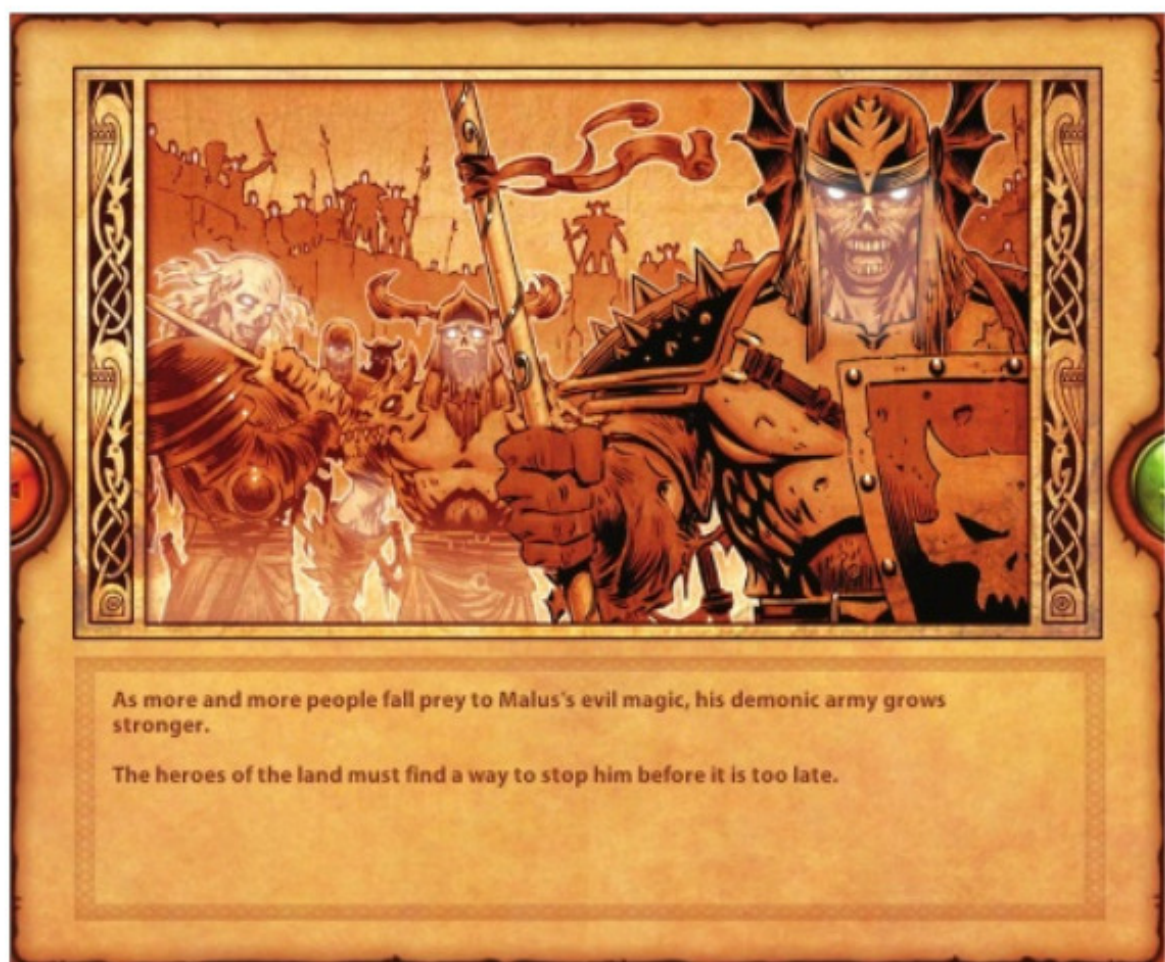 As more and more people fall prey to Malus's evil magic, his demonic army grows
stronger.
The heroes of the land must find a way to stop him before it is too late.